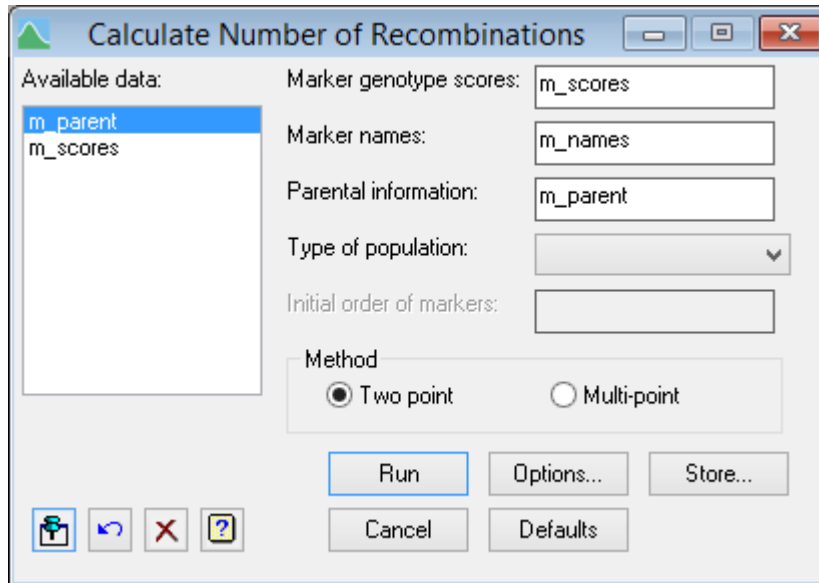 Calculate Number of Recombinations
Available data:
m_parent
m_scores
Marker genotype scores: m_scores
Marker names: m_names
Parental information: m_parent
Type of population:
Initial order of markers:
Method
Two point Multi-point
Run Options... Store...
Cancel Defaults
?